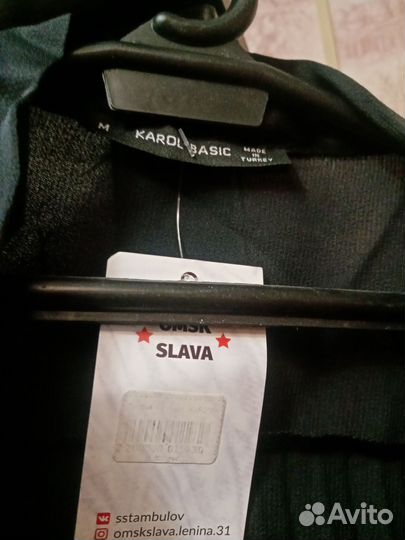 M
KAROL BASIC
MADE
IN
TURKEY
OMSK
SLAVA
sstambulov
omskslava.lenina.31
Avito